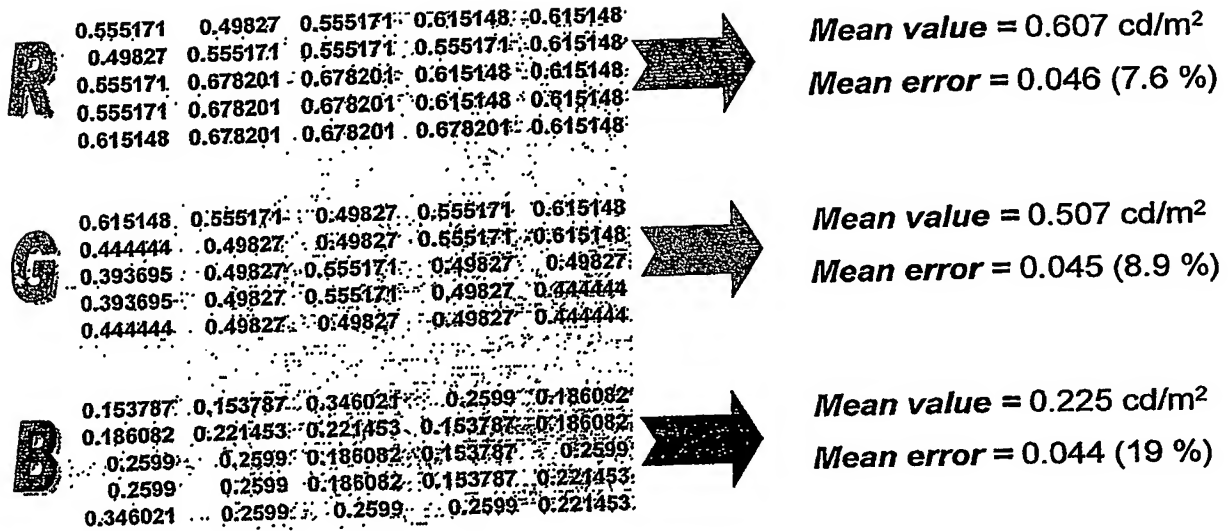 R
0.555171 0.49827 0.555171 0.615148 0.615148
0.49827 0.555171 0.555171 0.555171 0.615148
0.555171 0.678201 0.678201 0.615148 0.615148
0.555171 0.678201 0.678201 0.615148 0.615148
0.615148 0.678201 0.678201 0.678201 0.615148
Mean value = 0.607 cd/m²
Mean error = 0.046 (7.6 %)
G
0.615148 0.555171 0.49827 0.555171 0.615148
0.444444 0.49827 0.49827 0.555171 0.615148
0.393695 0.49827 0.555171 0.49827 0.49827
0.393695 0.49827 0.555171 0.49827 0.444444
0.444444 0.49827 0.49827 0.49827 0.444444
Mean value = 0.507 cd/m²
Mean error = 0.045 (8.9 %)
B
0.153787 0.153787 0.346021 0.2599 0.186082
0.186082 0.221453 0.221453 0.153787 0.186082
0.2599 0.2599 0.186082 0.153787 0.2599
0.2599 0.2599 0.186082 0.153787 0.221453
0.346021 0.2599 0.2599 0.2599 0.221453
Mean value = 0.225 cd/m²
Mean error = 0.044 (19 %)